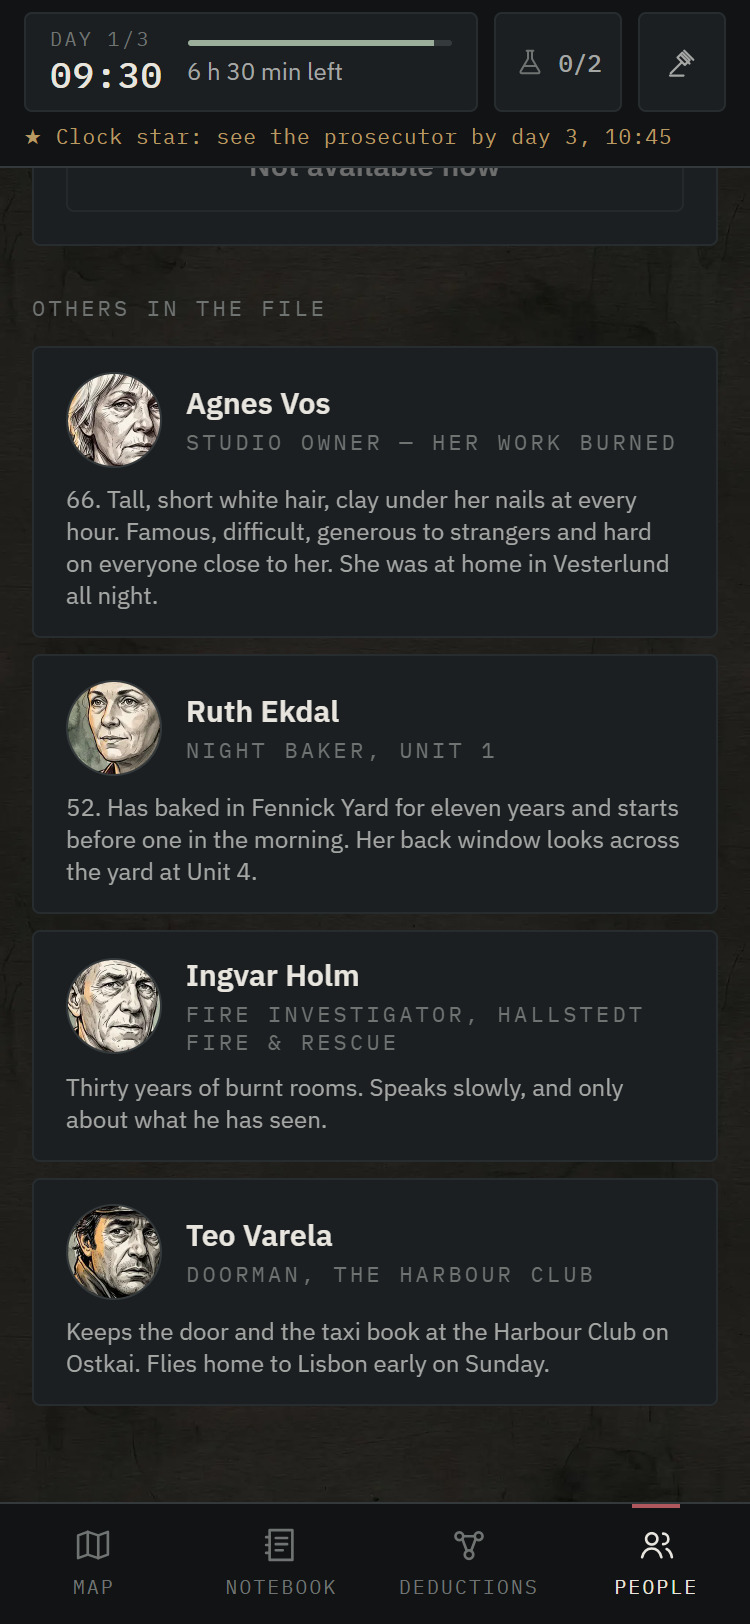 DAY 1/3
09:30
6 h 30 min left
0/2
★ Clock star: see the prosecutor by day 3, 10:45
Not available now
OTHERS IN THE FILE
Agnes Vos
STUDIO OWNER — HER WORK BURNED
66. Tall, short white hair, clay under her nails at every
hour. Famous, difficult, generous to strangers and hard
on everyone close to her. She was at home in Vesterlund
all night.
Ruth Ekdal
NIGHT BAKER, UNIT 1
52. Has baked in Fennick Yard for eleven years and starts
before one in the morning. Her back window looks across
the yard at Unit 4.
Ingvar Holm
FIRE INVESTIGATOR, HALLSTEDT
FIRE & RESCUE
Thirty years of burnt rooms. Speaks slowly, and only
about what he has seen.
Teo Varela
DOORMAN, THE HARBOUR CLUB
Keeps the door and the taxi book at the Harbour Club on
Ostkai. Flies home to Lisbon early on Sunday.
MAP
NOTEBOOK
DEDUCTIONS
PEOPLE